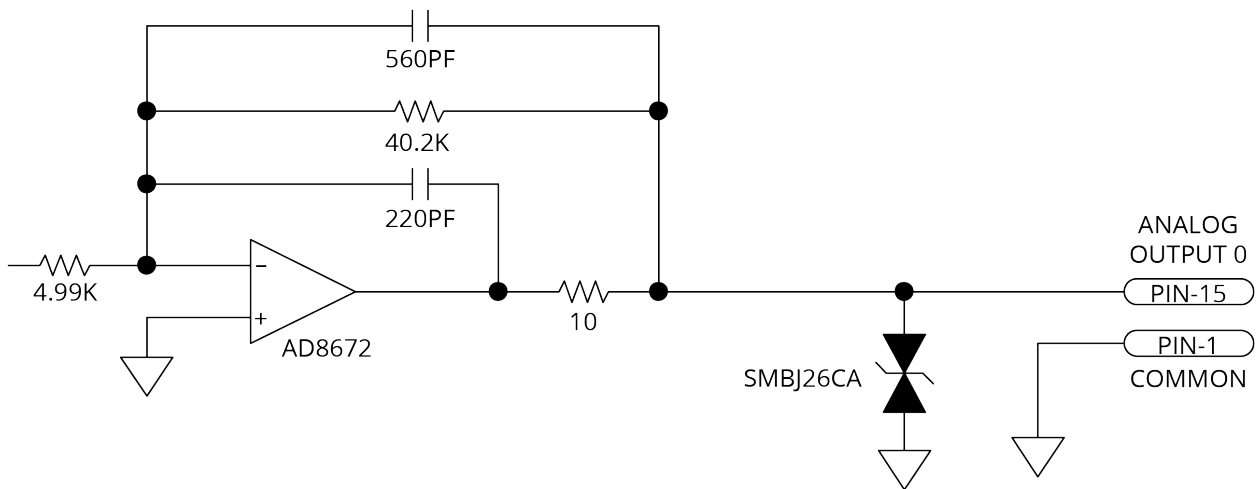 560PF
40.2K
220PF
4.99K
−
+
AD8672
10
ANALOG
OUTPUT 0
PIN-15
PIN-1
COMMON
SMBJ26CA